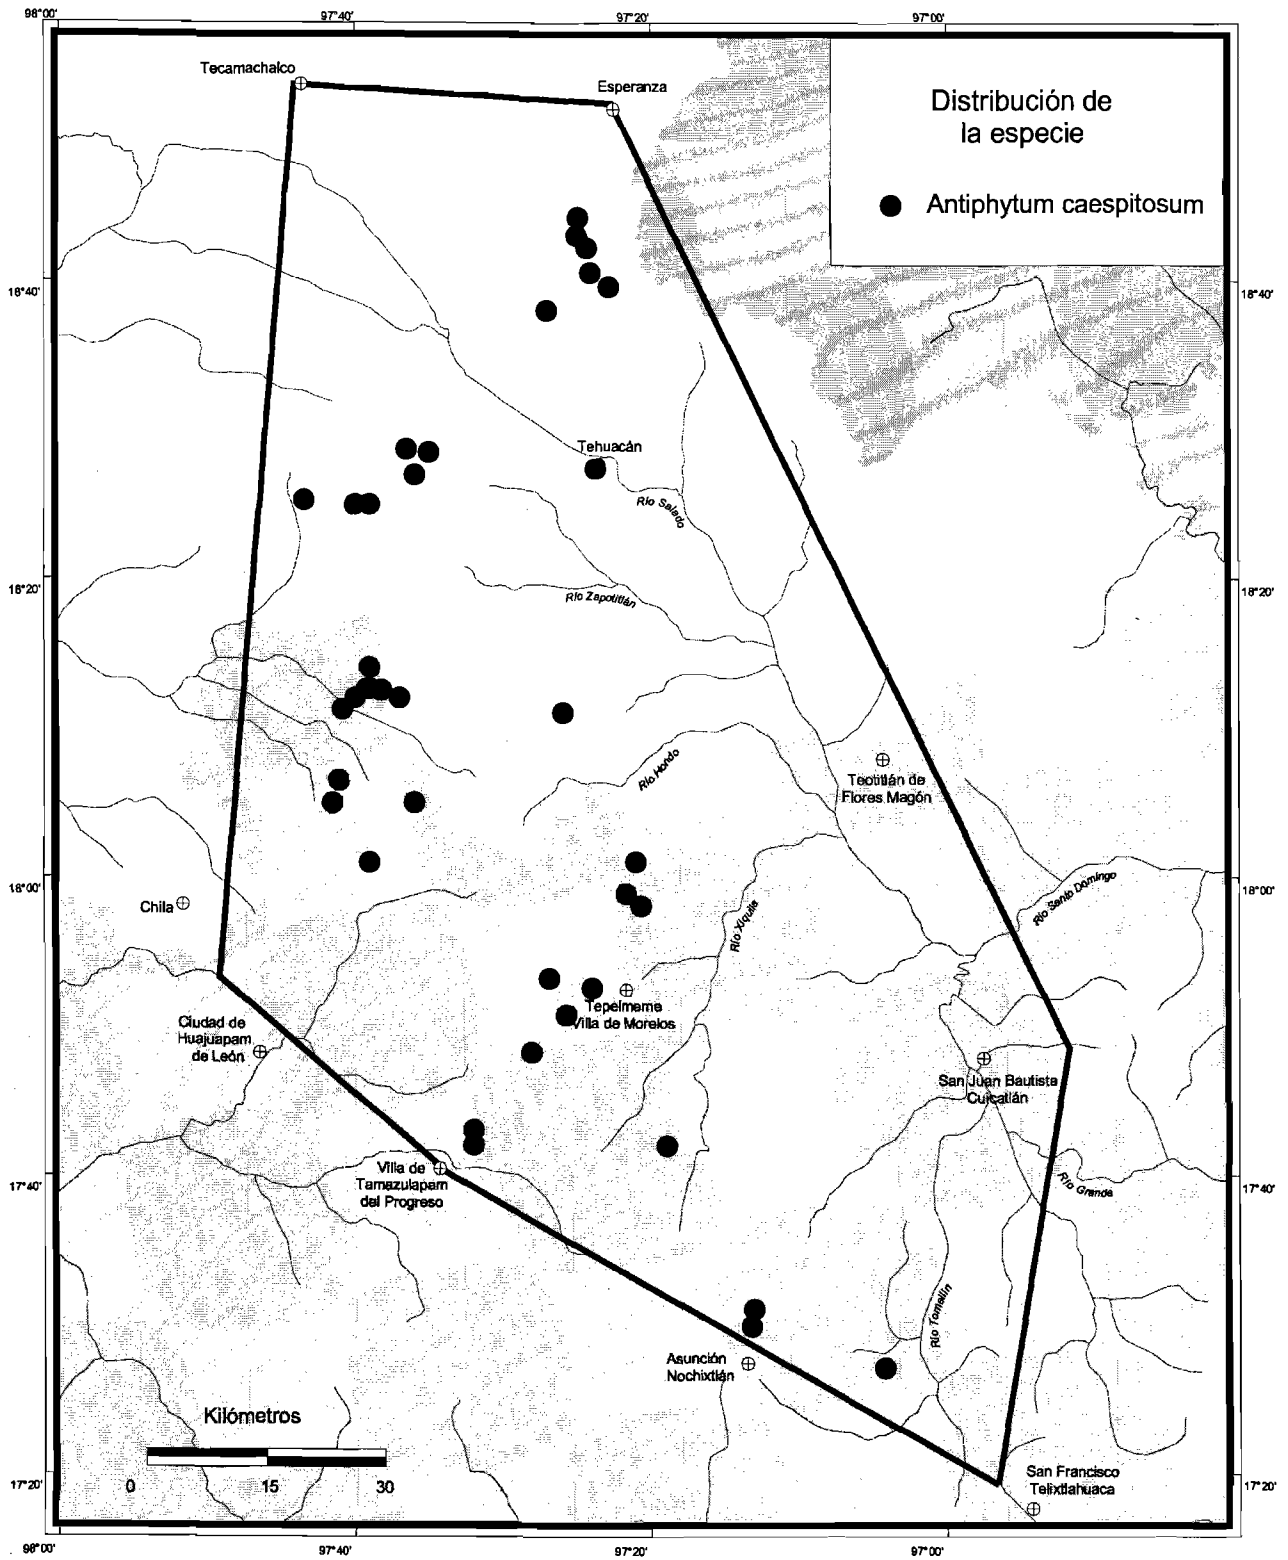 98°00'
97°40'
97°20'
97°00'
Tecamachalco
Esperanza
Distribución de
la especie
Antiphytum caespitosum
18°40'
18°40'
Tehuacán
Río Salado
18°20'
18°20'
Río Zapotitlán
Río Hondo
Teotitlán de
Flores Magón
18°00'
18°00'
Chila
Río Santo Domingo
Río Xiquila
Tepelmeme
Villa de Morelos
Ciudad de
Huajuapam
de León
San Juan Bautista
Cuicatlán
17°40'
17°40'
Villa de
Tamazulapam
del Progreso
Río Grande
Río Tomellín
Asunción
Nochixtlán
Kilómetros
0 15 30
17°20'
17°20'
San Francisco
Telixtlahuaca
98°00'
97°40'
97°20'
97°00'